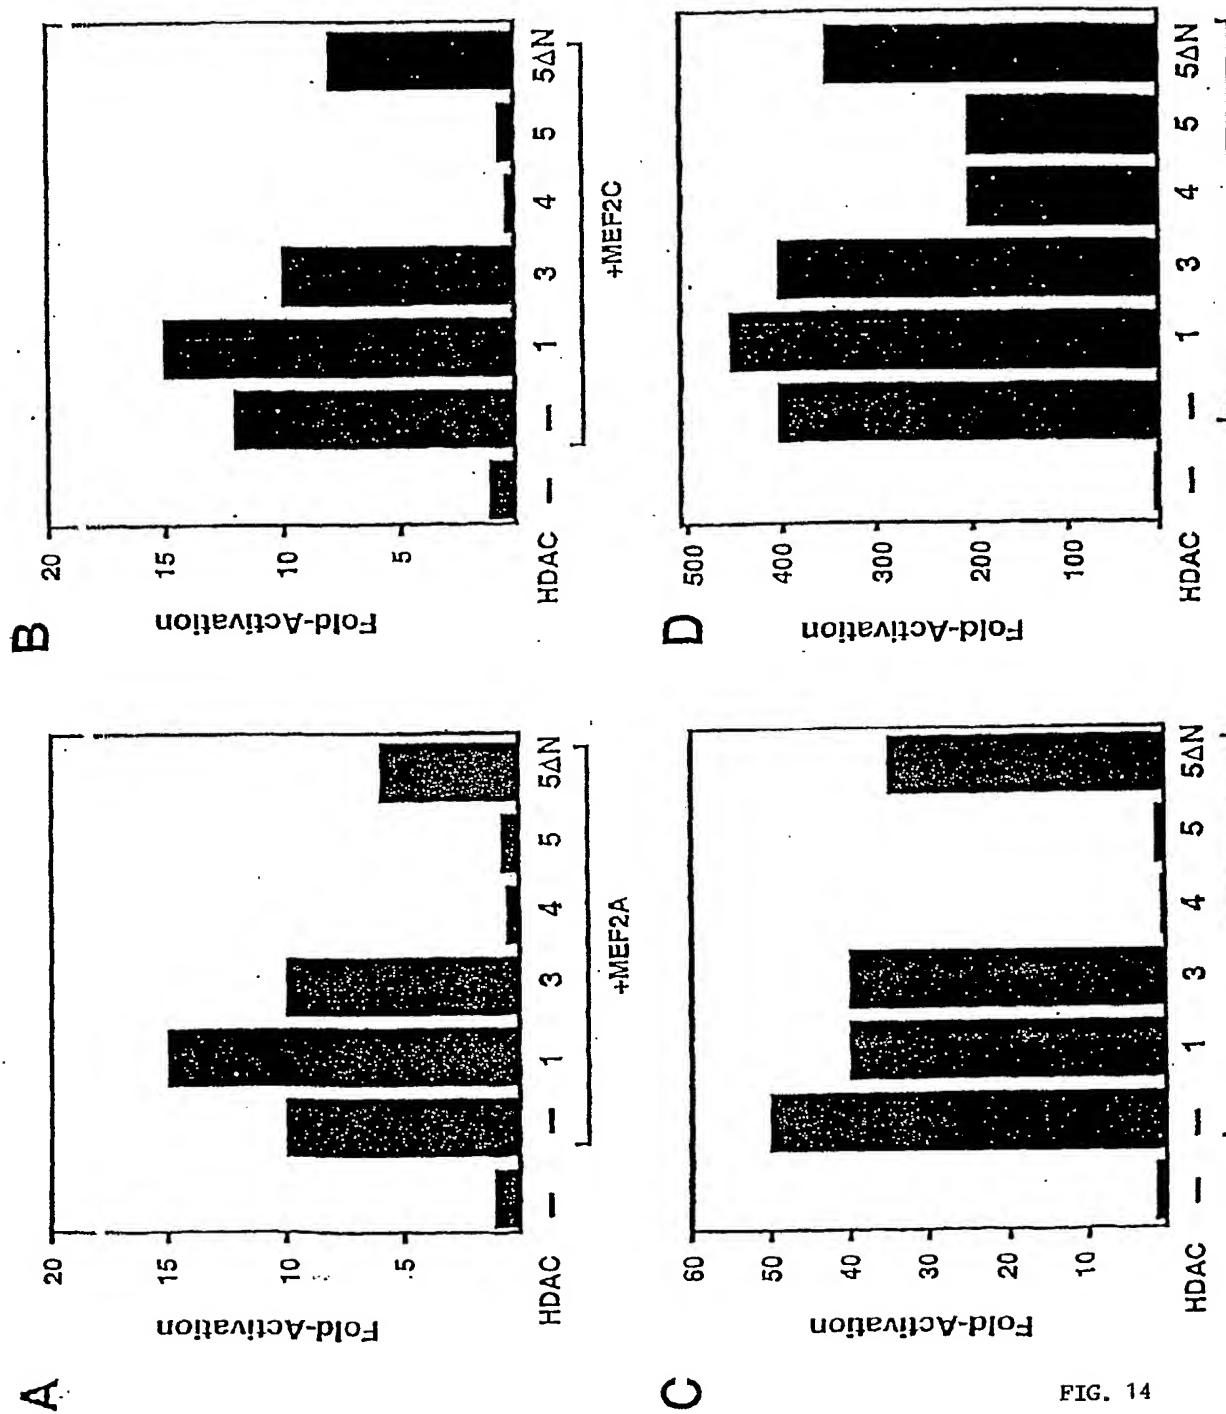 A
Fold-Activation
20
15
10
5
HDAC — — 1 3 4 5 5ΔN
+MEF2A
B
Fold-Activation
20
15
10
5
HDAC — — 1 3 4 5 5ΔN
+MEF2C
C
Fold-Activation
60
50
40
30
20
10
HDAC — — 1 3 4 5 5ΔN
D
Fold-Activation
500
400
300
200
100
HDAC — — 1 3 4 5 5ΔN
FIG. 14